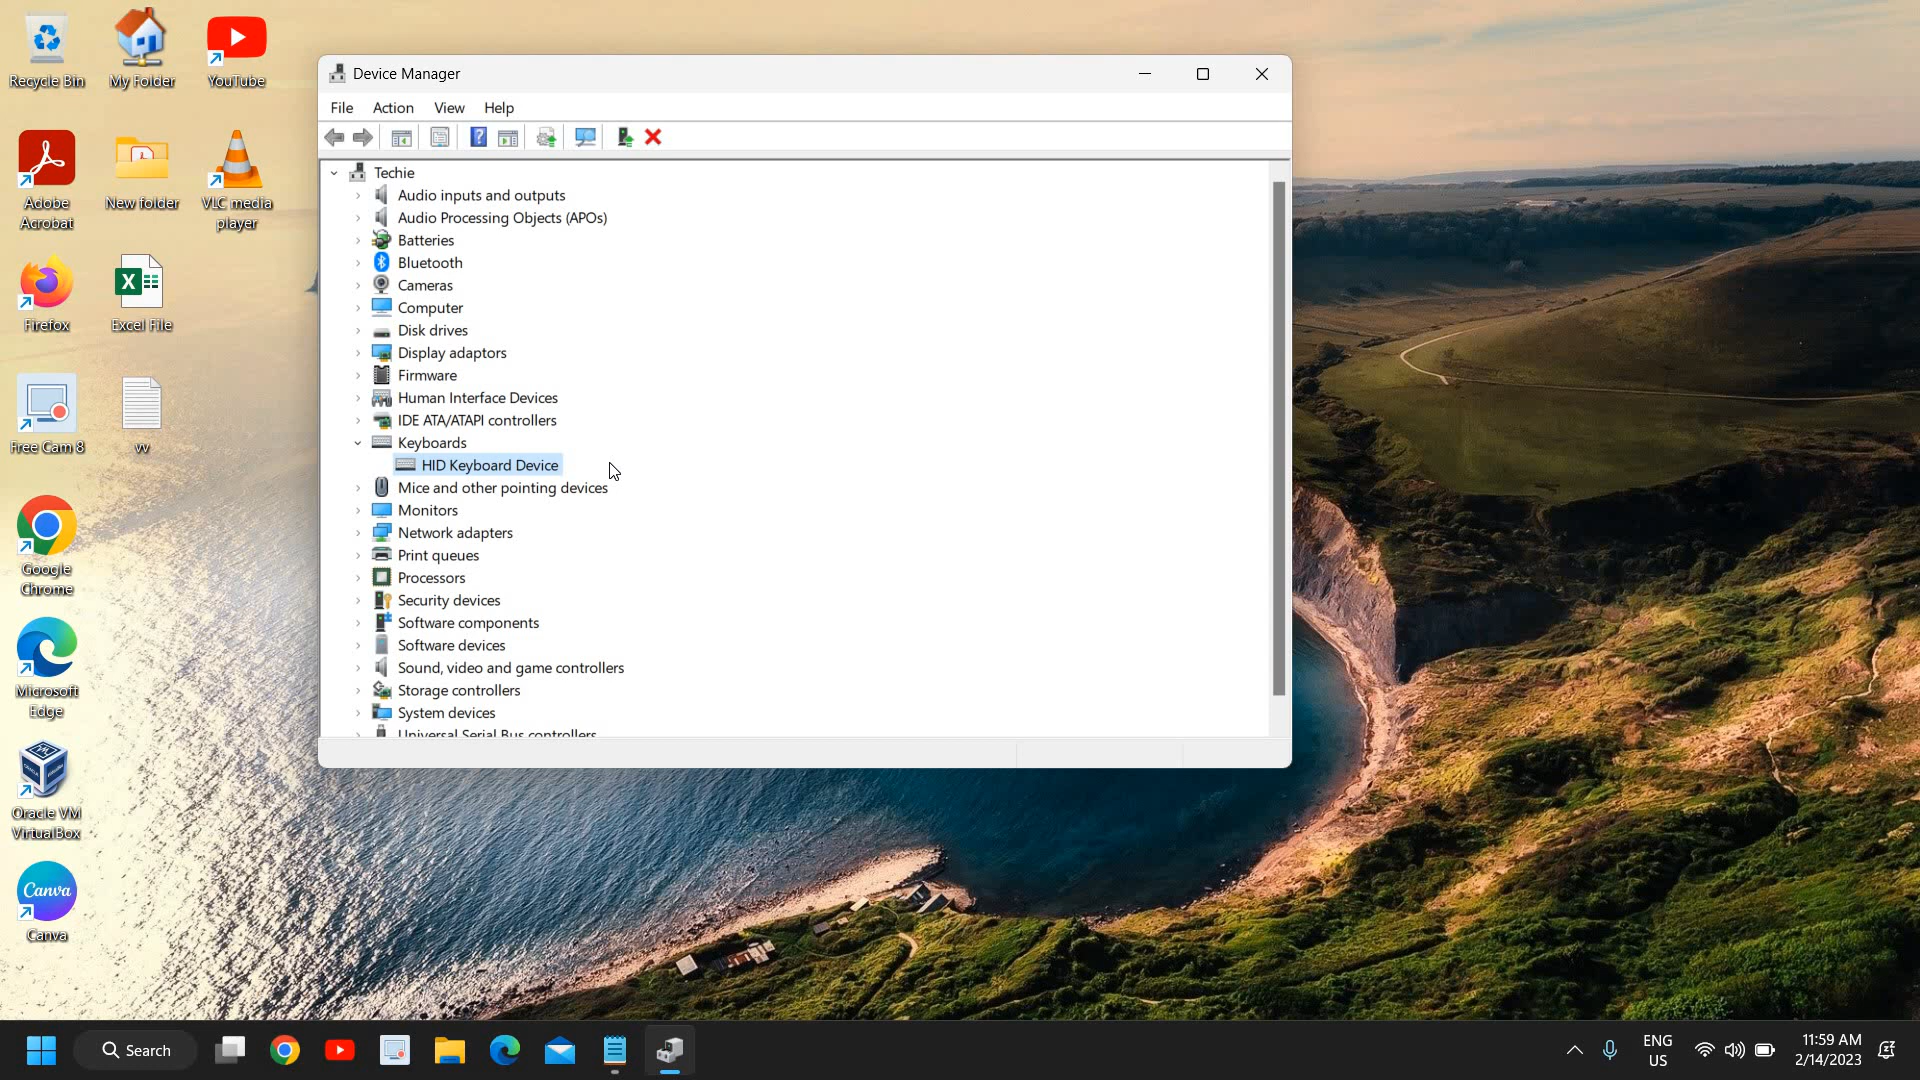 Recycle Bin
My Folder
YouTube
Adobe
Acrobat
New folder
VLC media
player
Firefox
Excel File
Free Cam 8
vv
Google
Chrome
Microsoft
Edge
Oracle VM
VirtualBox
Canva
Canva
Device Manager
File Action View Help
Techie
Audio inputs and outputs
Audio Processing Objects (APOs)
Batteries
Bluetooth
Cameras
Computer
Disk drives
Display adaptors
Firmware
Human Interface Devices
IDE ATA/ATAPI controllers
Keyboards
HID Keyboard Device
Mice and other pointing devices
Monitors
Network adapters
Print queues
Processors
Security devices
Software components
Software devices
Sound, video and game controllers
Storage controllers
System devices
Universal Serial Bus controllers
Search
ENG
US
11:59 AM
2/14/2023